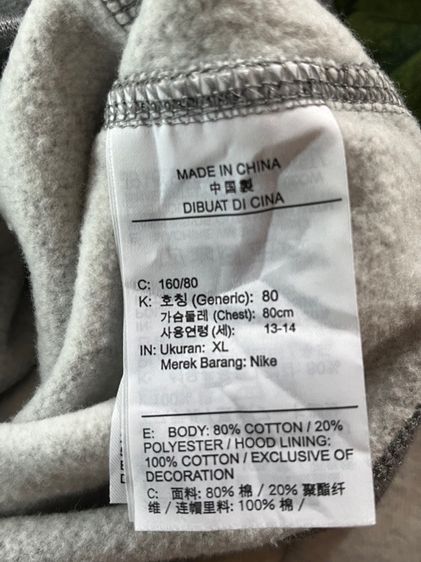 MADE IN CHINA
中国製
DIBUAT DI CINA
C: 160/80
K: 호칭 (Generic): 80
가슴둘레 (Chest): 80cm
사용연령 (세): 13-14
IN: Ukuran: XL
Merek Barang: Nike
E: BODY: 80% COTTON / 20%
POLYESTER / HOOD LINING:
100% COTTON / EXCLUSIVE OF
DECORATION
C: 面料: 80% 棉 / 20% 聚酯纤
维 / 连帽里料: 100% 棉 /